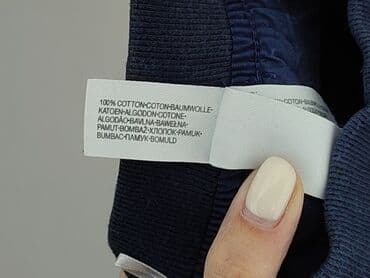 100% COTTON-COTON-BAUMWOLLE-
KATOEN-ALGODON-COTONE-
ALGODÃO-BAVLNA-BAWEŁNA-
PAMUT-BOMBAŽ-ХЛОПОК-PAMUK-
BUMBAC-ПАМУК-BOMULD